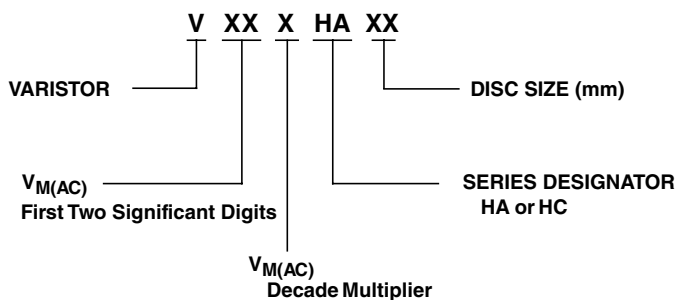 V XX X HA XX
VARISTOR
DISC SIZE (mm)
VM(AC)
First Two Significant Digits
SERIES DESIGNATOR
HA or HC
VM(AC)
Decade Multiplier